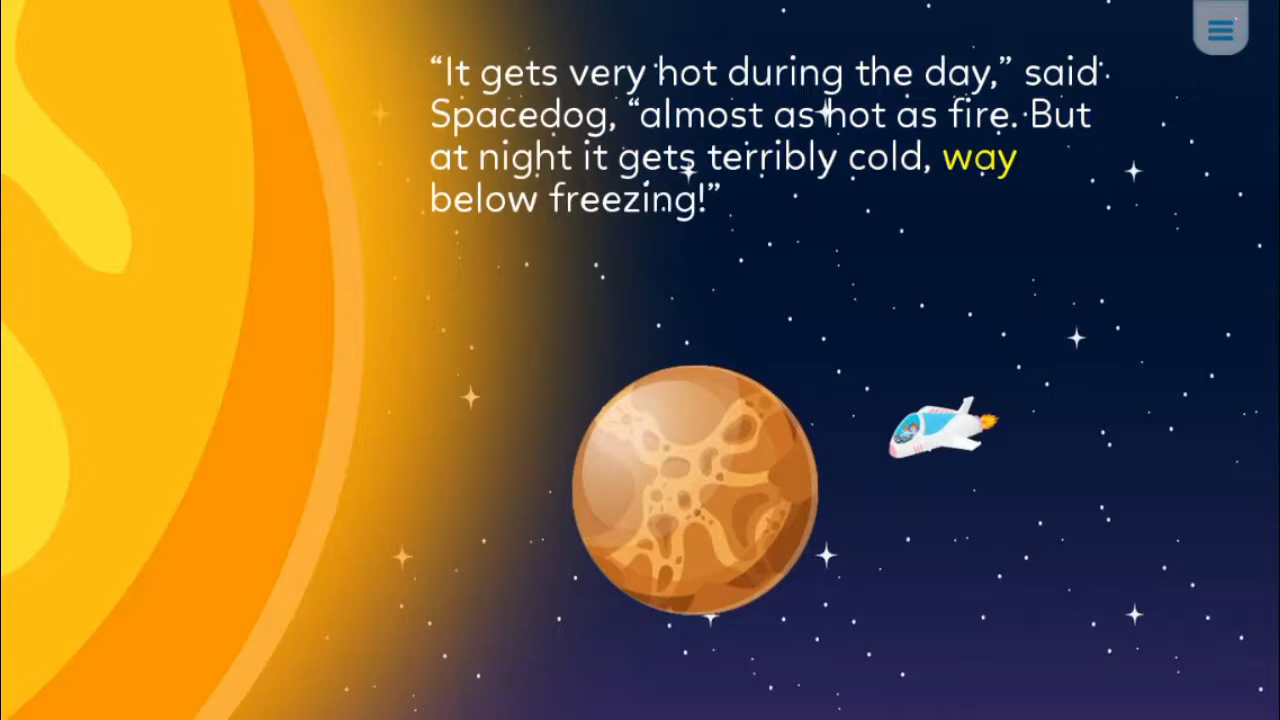 “It gets very hot during the day,” said
Spacedog, “almost as hot as fire. But
at night it gets terribly cold, way
below freezing!”